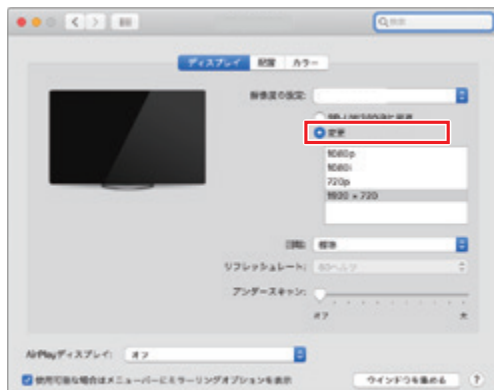 検索
ディスプレイ 配置 カラー
解像度の設定:
変更
1080p
1080i
720p
1920 × 720
回転: 標準
リフレッシュレート: 60ヘルツ
アンダースキャン:
オフ 大
AirPlayディスプレイ: オフ
使用可能な場合はメニューバーにミラーリングオプションを表示
ウインドウを集める ?